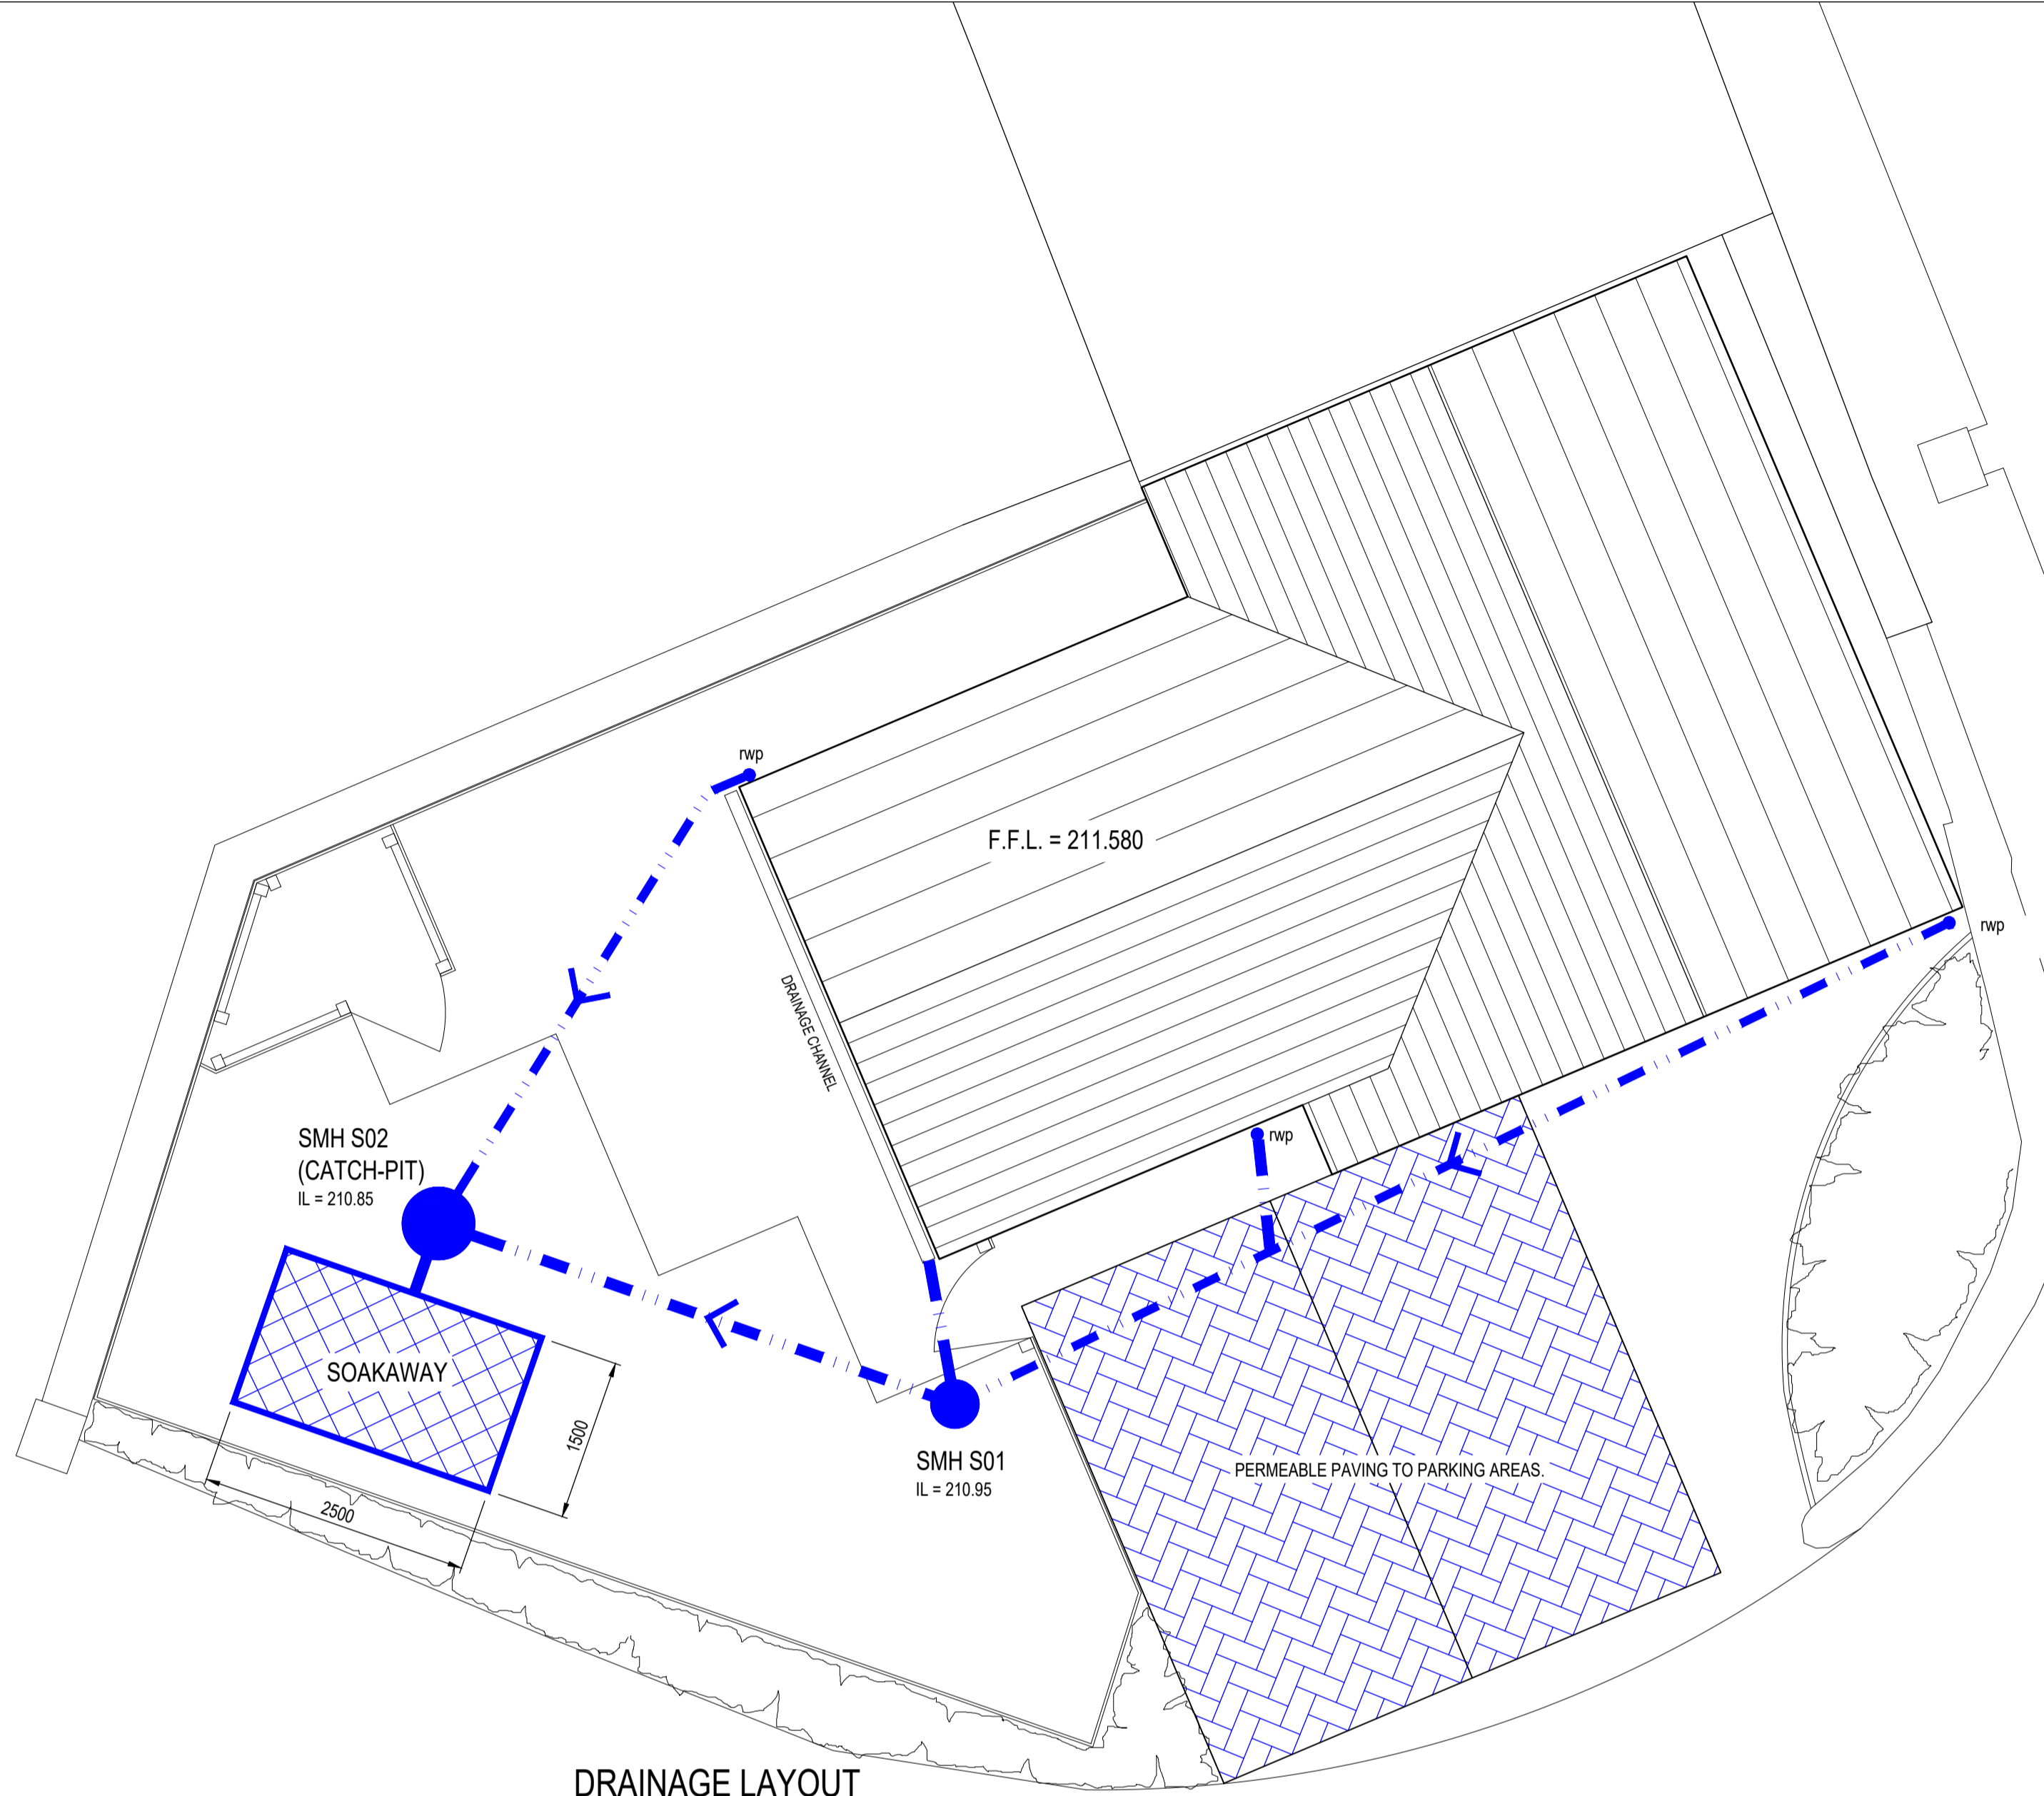 rwp
F.F.L. = 211.580
rwp
DRAINAGE CHANNEL
rwp
SMH S02
(CATCH-PIT)
IL = 210.85
SOAKAWAY
1500
2500
SMH S01
IL = 210.95
PERMEABLE PAVING TO PARKING AREAS.
DRAINAGE LAYOUT